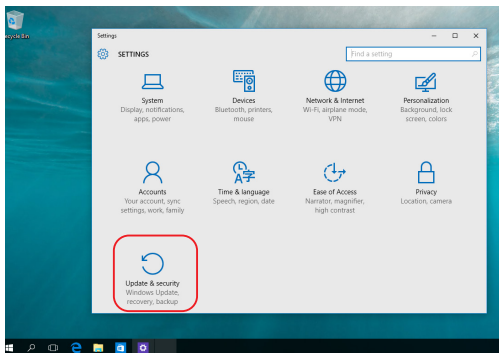 ecycle Bin
Settings
SETTINGS
Find a setting
System
Display, notifications,
apps, power
Devices
Bluetooth, printers,
mouse
Network & Internet
Wi-Fi, airplane mode,
VPN
Personalization
Background, lock
screen, colors
Accounts
Your account, sync
settings, work, family
Time & language
Speech, region, date
Ease of Access
Narrator, magnifier,
high contrast
Privacy
Location, camera
Update & security
Windows Update,
recovery, backup